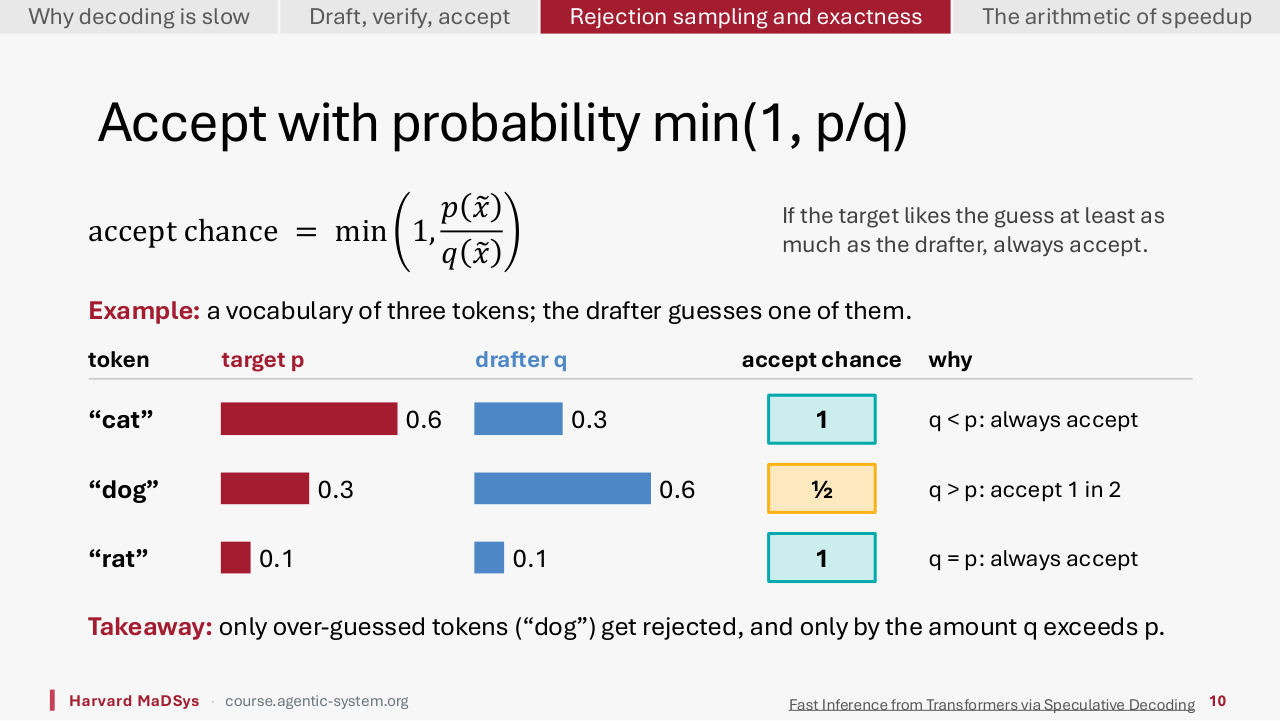 Why decoding is slow
Draft, verify, accept
Rejection sampling and exactness
The arithmetic of speedup
Accept with probability min(1, p/q)
accept chance = min(1, p(x̃)/q(x̃))
If the target likes the guess at least as
much as the drafter, always accept.
Example: a vocabulary of three tokens; the drafter guesses one of them.
token target p drafter q accept chance why
“cat” 0.6 0.3 1 q < p: always accept
“dog” 0.3 0.6 ½ q > p: accept 1 in 2
“rat” 0.1 0.1 1 q = p: always accept
Takeaway: only over-guessed tokens (“dog”) get rejected, and only by the amount q exceeds p.
Harvard MaDSys · course.agentic-system.org
Fast Inference from Transformers via Speculative Decoding 10